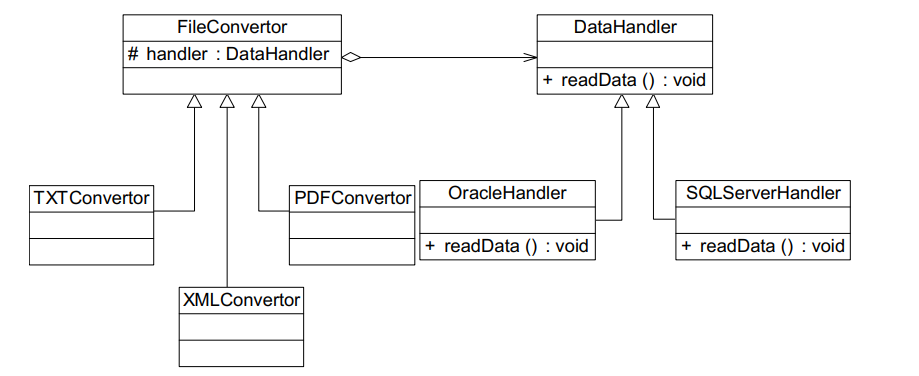 FileConvertor
# handler : DataHandler
DataHandler
+ readData () : void
TXTConvertor
PDFConvertor
OracleHandler
+ readData () : void
SQLServerHandler
+ readData () : void
XMLConvertor